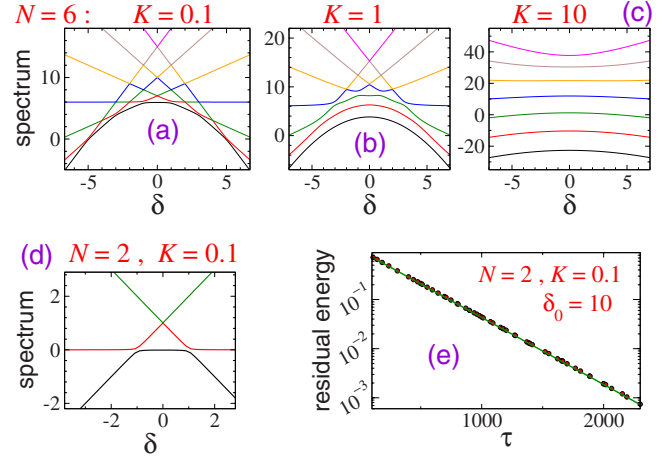 N = 6 : K = 0.1 K = 1 K = 10 (c)
spectrum
10
0
-5 0 5
δ
(a)
20
10
0
-5 0 5
δ
(b)
40
20
0
-20
-5 0 5
δ
(d) N = 2 , K = 0.1
spectrum
2
0
-2
-2 0 2
δ
residual energy
10⁻¹
10⁻²
10⁻³
N = 2 , K = 0.1
δ₀ = 10
(e)
1000 2000
τ